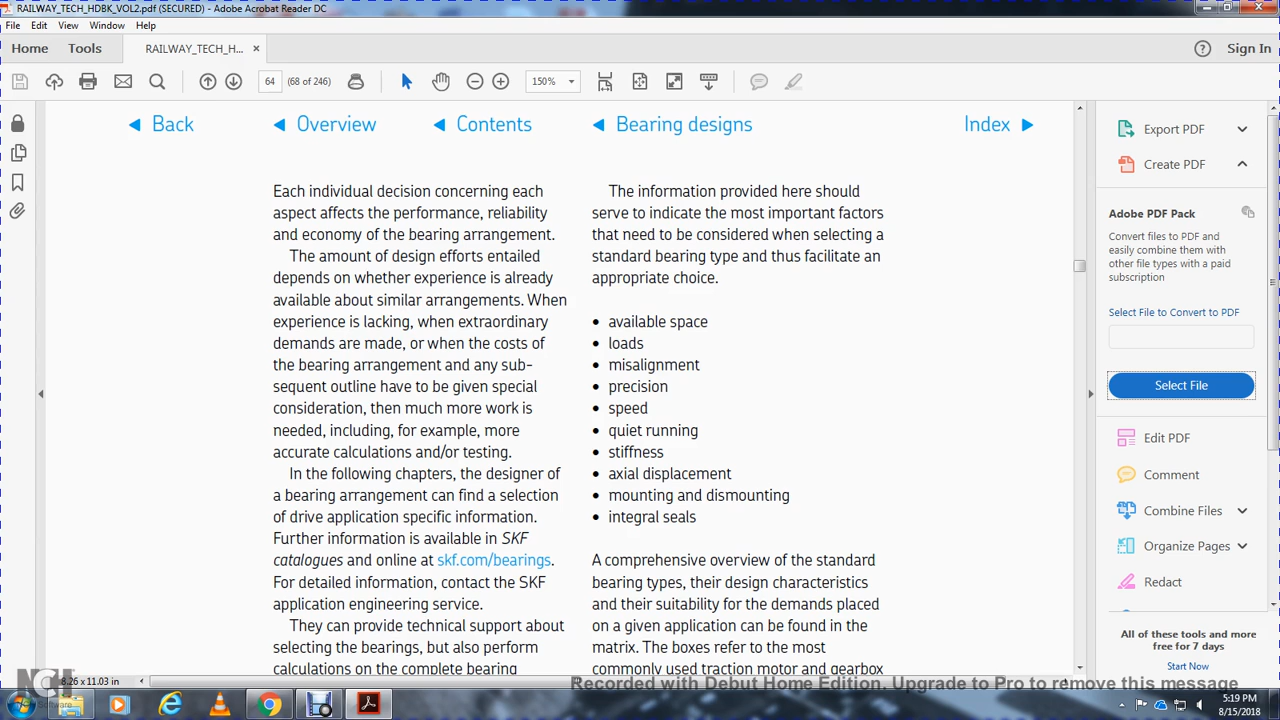 RAILWAY_TECH_HDBK_VOL2.pdf (SECURED) - Adobe Acrobat Reader DC
File Edit View Window Help
Home Tools RAILWAY_TECH_H... Sign In
64 (68 of 246) 150%
Back Overview Contents Bearing designs Index
Each individual decision concerning each
aspect affects the performance, reliability
and economy of the bearing arrangement.
The amount of design efforts entailed
depends on whether experience is already
available about similar arrangements. When
experience is lacking, when extraordinary
demands are made, or when the costs of
the bearing arrangement and any sub-
sequent outline have to be given special
consideration, then much more work is
needed, including, for example, more
accurate calculations and/or testing.
In the following chapters, the designer of
a bearing arrangement can find a selection
of drive application specific information.
Further information is available in SKF
catalogues and online at skf.com/bearings.
For detailed information, contact the SKF
application engineering service.
They can provide technical support about
selecting the bearings, but also perform
calculations on the complete bearing
The information provided here should
serve to indicate the most important factors
that need to be considered when selecting a
standard bearing type and thus facilitate an
appropriate choice.
• available space
• loads
• misalignment
• precision
• speed
• quiet running
• stiffness
• axial displacement
• mounting and dismounting
• integral seals
A comprehensive overview of the standard
bearing types, their design characteristics
and their suitability for the demands placed
on a given application can be found in the
matrix. The boxes refer to the most
commonly used traction motor and gearbox
Export PDF
Create PDF
Adobe PDF Pack
Convert files to PDF and
easily combine them with
other file types with a paid
subscription
Select File to Convert to PDF
Select File
Edit PDF
Comment
Combine Files
Organize Pages
Redact
All of these tools and more
free for 7 days
Start Now
8.26 x 11.03 in
NCH
Software
Recorded with Debut Home Edition. Upgrade to Pro to remove this message
5:19 PM
8/15/2018